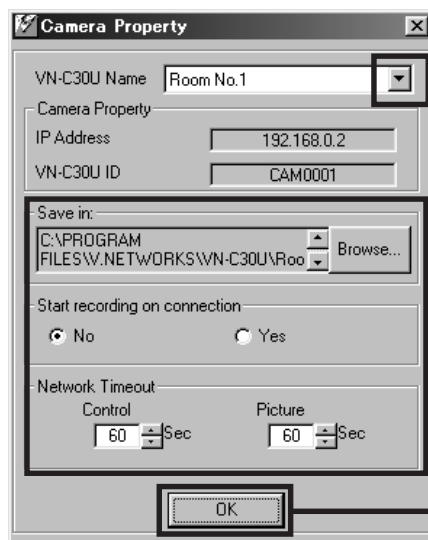 Camera Property
VN-C30U Name Room No.1
Camera Property
IP Address 192.168.0.2
VN-C30U ID CAM0001
Save in:
C:\PROGRAM
FILES\V.NETWORKS\VN-C30U\Roo
Browse...
Start recording on connection
No Yes
Network Timeout
Control Picture
60 Sec 60 Sec
OK